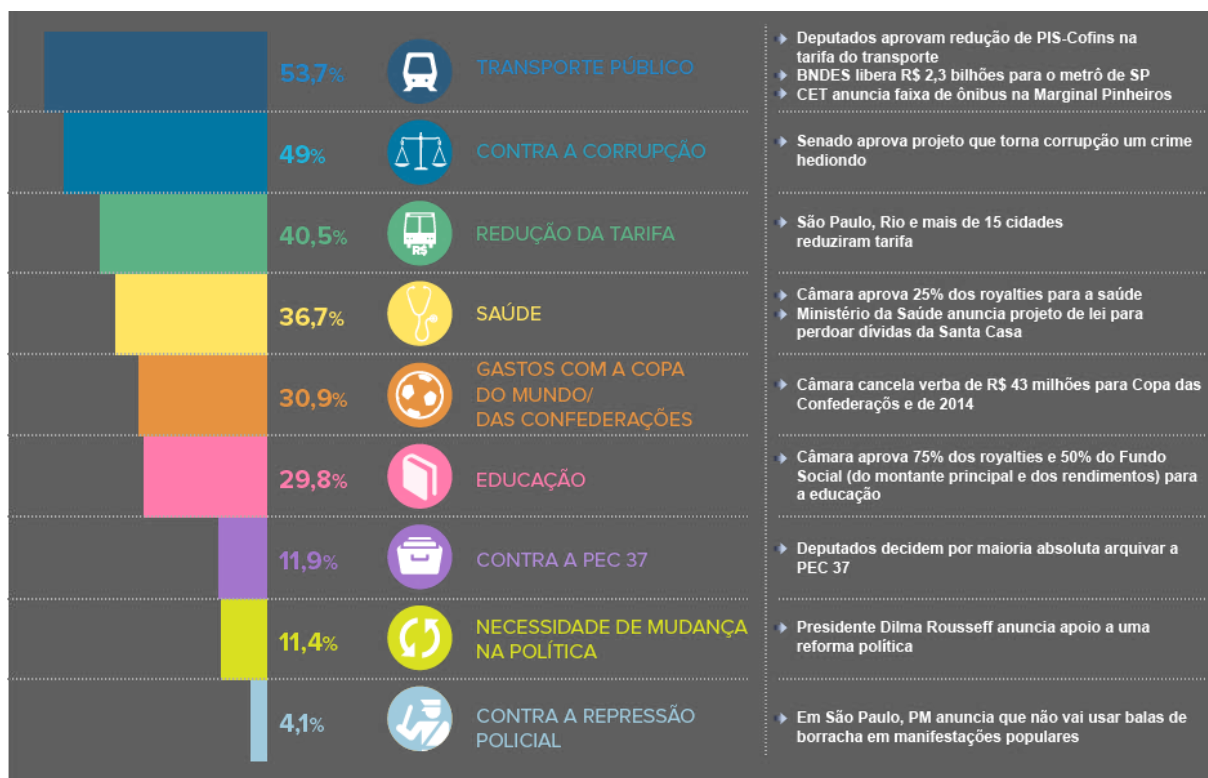 53,7%
TRANSPORTE PÚBLICO
Deputados aprovam redução de PIS-Cofins na
tarifa do transporte
BNDES libera R$ 2,3 bilhões para o metrô de SP
CET anuncia faixa de ônibus na Marginal Pinheiros
49%
CONTRA A CORRUPÇÃO
Senado aprova projeto que torna corrupção um crime
hediondo
40,5%
R$
REDUÇÃO DA TARIFA
São Paulo, Rio e mais de 15 cidades
reduziram tarifa
36,7%
SAÚDE
Câmara aprova 25% dos royalties para a saúde
Ministério da Saúde anuncia projeto de lei para
perdoar dívidas da Santa Casa
30,9%
GASTOS COM A COPA
DO MUNDO/
DAS CONFEDERAÇÕES
Câmara cancela verba de R$ 43 milhões para Copa das
Confederaçõs e de 2014
29,8%
EDUCAÇÃO
Câmara aprova 75% dos royalties e 50% do Fundo
Social (do montante principal e dos rendimentos) para
a educação
11,9%
CONTRA A PEC 37
Deputados decidem por maioria absoluta arquivar a
PEC 37
11,4%
NECESSIDADE DE MUDANÇA
NA POLÍTICA
Presidente Dilma Rousseff anuncia apoio a uma
reforma política
4,1%
CONTRA A REPRESSÃO
POLICIAL
Em São Paulo, PM anuncia que não vai usar balas de
borracha em manifestações populares